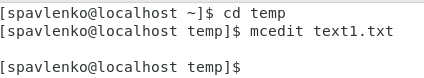 [spavlenko@localhost ~]$ cd temp
[spavlenko@localhost temp]$ mcedit text1.txt
[spavlenko@localhost temp]$